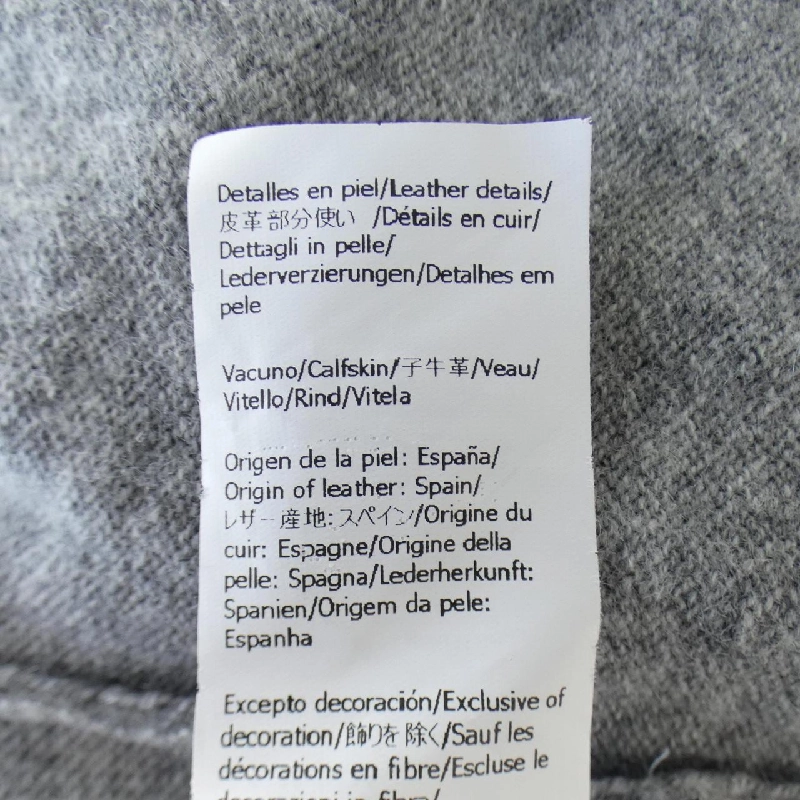 Detalles en piel/Leather details/
皮革部分使い /Détails en cuir/
Dettagli in pelle/
Lederverzierungen/Detalhes em
pele
Vacuno/Calfskin/子牛革/Veau/
Vitello/Rind/Vitela
Origen de la piel: España/
Origin of leather: Spain/
レザー産地:スペイン/Origine du
cuir: Espagne/Origine della
pelle: Spagna/Lederherkunft:
Spanien/Origem da pele:
Espanha
Excepto decoración/Exclusive of
decoration/飾りを除く/Sauf les
décorations en fibre/Escluse le
decorazioni in fibre/